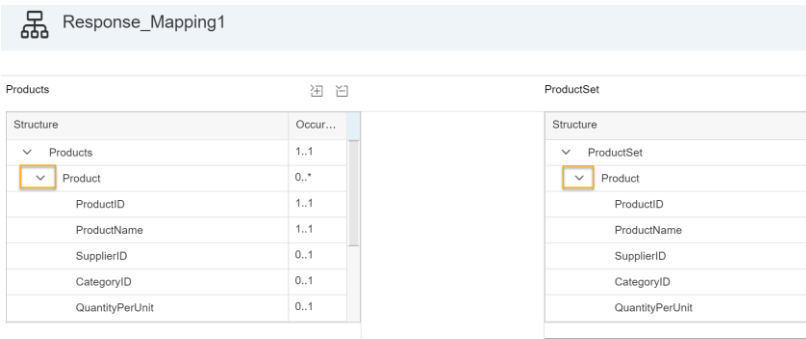 Response_Mapping1
Products ProductSet
Structure Occur... Structure
Products 1..1 ProductSet
Product 0..* Product
ProductID 1..1 ProductID
ProductName 1..1 ProductName
SupplierID 0..1 SupplierID
CategoryID 0..1 CategoryID
QuantityPerUnit 0..1 QuantityPerUnit